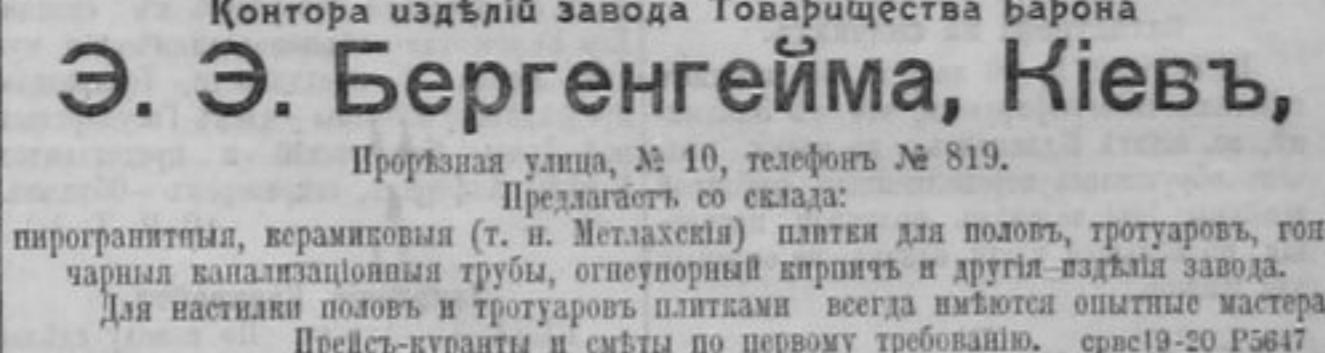 Контора издѣлій завода Товарищества Барона
Э. Э. Бергенгейма, Кіевъ,
Прорѣзная улица, № 10, телефонъ № 819.
Предлагаетъ со склада:
пирогранитныя, керамиковыя (т. н. Метлахскія) плитки для половъ, тротуаровъ, гон
чарныя канализаціонныя трубы, огнеупорный кирпичъ и другія издѣлія завода.
Для настилки половъ и тротуаровъ плитками всегда имѣются опытные мастера
Прейсъ-куранты и смѣты по первому требованію. срвс19-20 Р5647